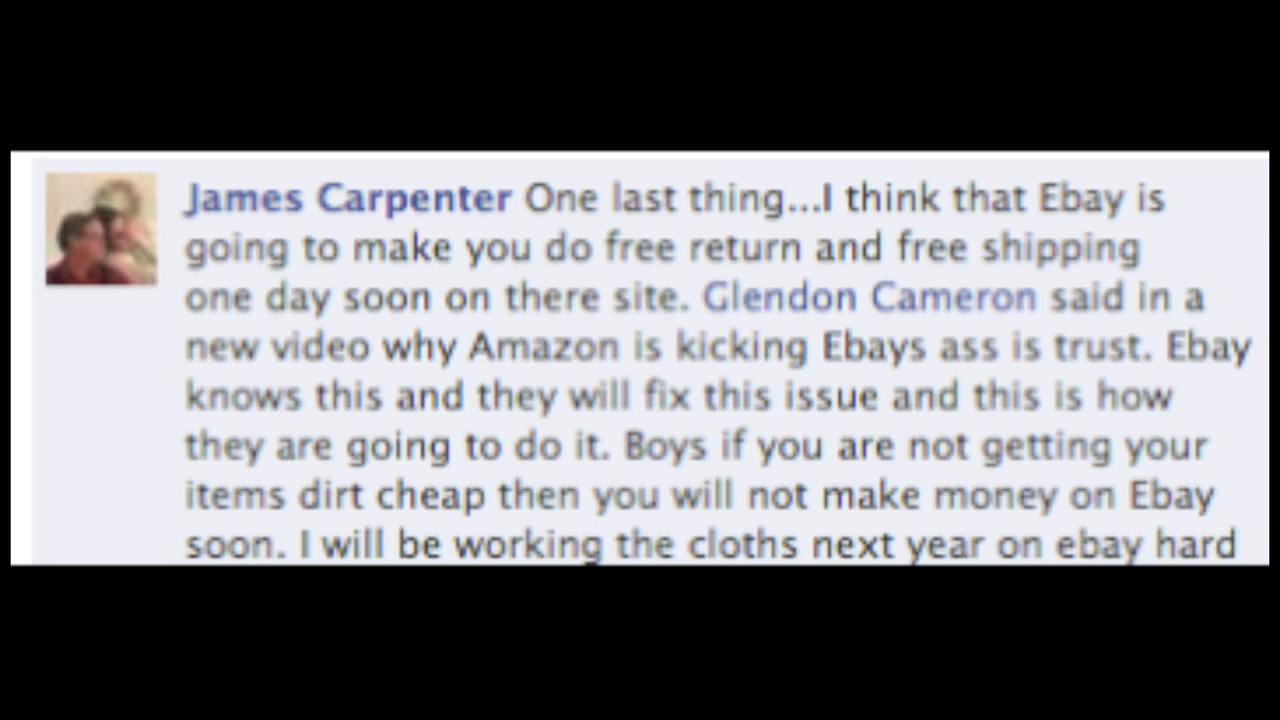 James Carpenter One last thing...I think that Ebay is
going to make you do free return and free shipping
one day soon on there site. Glendon Cameron said in a
new video why Amazon is kicking Ebays ass is trust. Ebay
knows this and they will fix this issue and this is how
they are going to do it. Boys if you are not getting your
items dirt cheap then you will not make money on Ebay
soon. I will be working the cloths next year on ebay hard